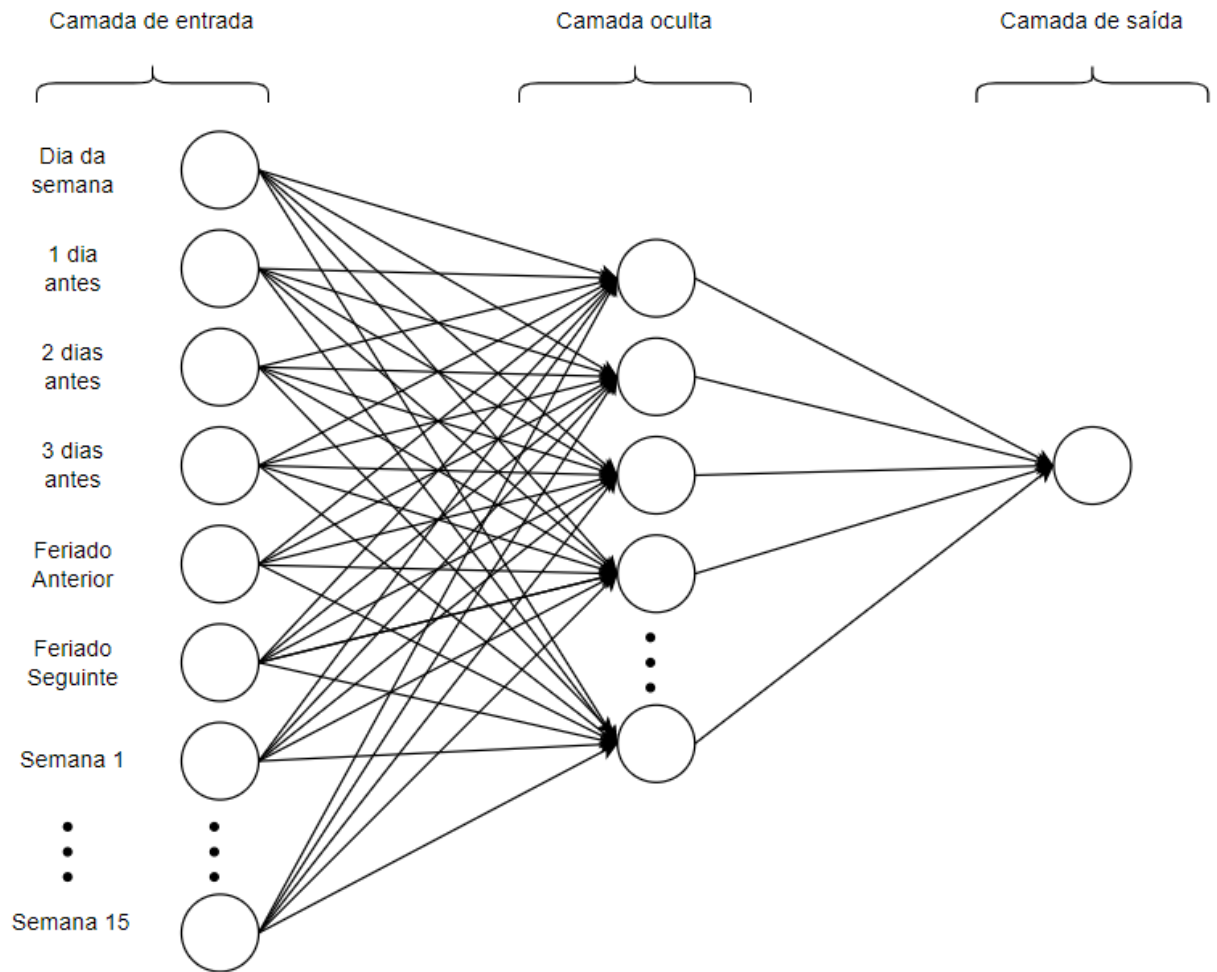 Camada de entrada
Camada oculta
Camada de saída
Dia da
semana
1 dia
antes
2 dias
antes
3 dias
antes
Feriado
Anterior
Feriado
Seguinte
Semana 1
Semana 15